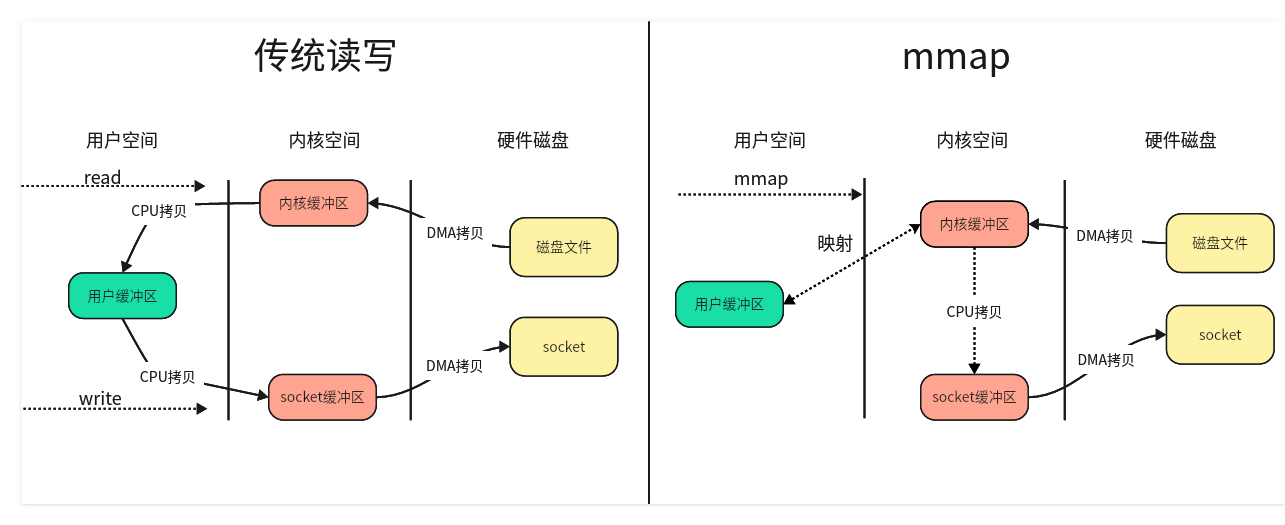 传统读写
用户空间
内核空间
硬件磁盘
read
CPU拷贝
内核缓冲区
DMA拷贝
磁盘文件
用户缓冲区
CPU拷贝
write
socket缓冲区
DMA拷贝
socket
mmap
用户空间
内核空间
硬件磁盘
mmap
映射
内核缓冲区
DMA拷贝
磁盘文件
用户缓冲区
CPU拷贝
socket缓冲区
DMA拷贝
socket